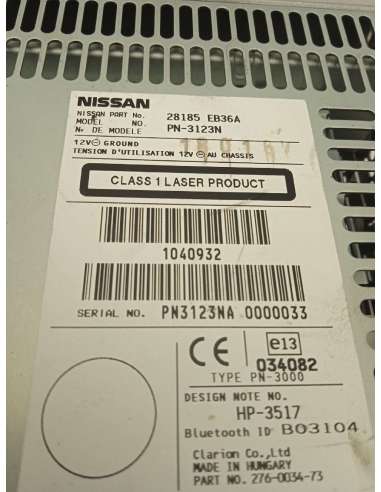 NISSAN
NISSAN PART No. 28185 EB36A
MODEL NO. PN-3123N
No DE MODELE
12V⊖ GROUND
TENSION D'UTILISATION 12V ⊖ AU CHASSIS
CLASS 1 LASER PRODUCT
1040932
SERIAL NO. PN3123NA 0000033
CE e13
034082
TYPE PN-3000
DESIGN NOTE NO.
HP-3517
Bluetooth ID B03104
Clarion Co.,Ltd
MADE IN HUNGARY
PART No. 276-0034-73